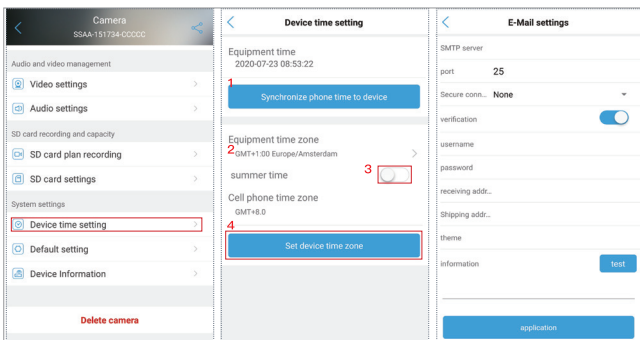 Camera
SSAA-151734-CCCCC
Audio and video management
Video settings
Audio settings
SD card recording and capacity
SD card plan recording
SD card settings
System settings
Device time setting
Default setting
Device Information
Delete camera
Device time setting
Equipment time
2020-07-23 08:53:22
1
Synchronize phone time to device
Equipment time zone
2
GMT+1:00 Europe/Amsterdam
summer time
3
Cell phone time zone
GMT+8.0
4
Set device time zone
E-Mail settings
SMTP server
port 25
Secure conn... None
verification
username
password
receiving addr...
Shipping addr...
theme
information test
application